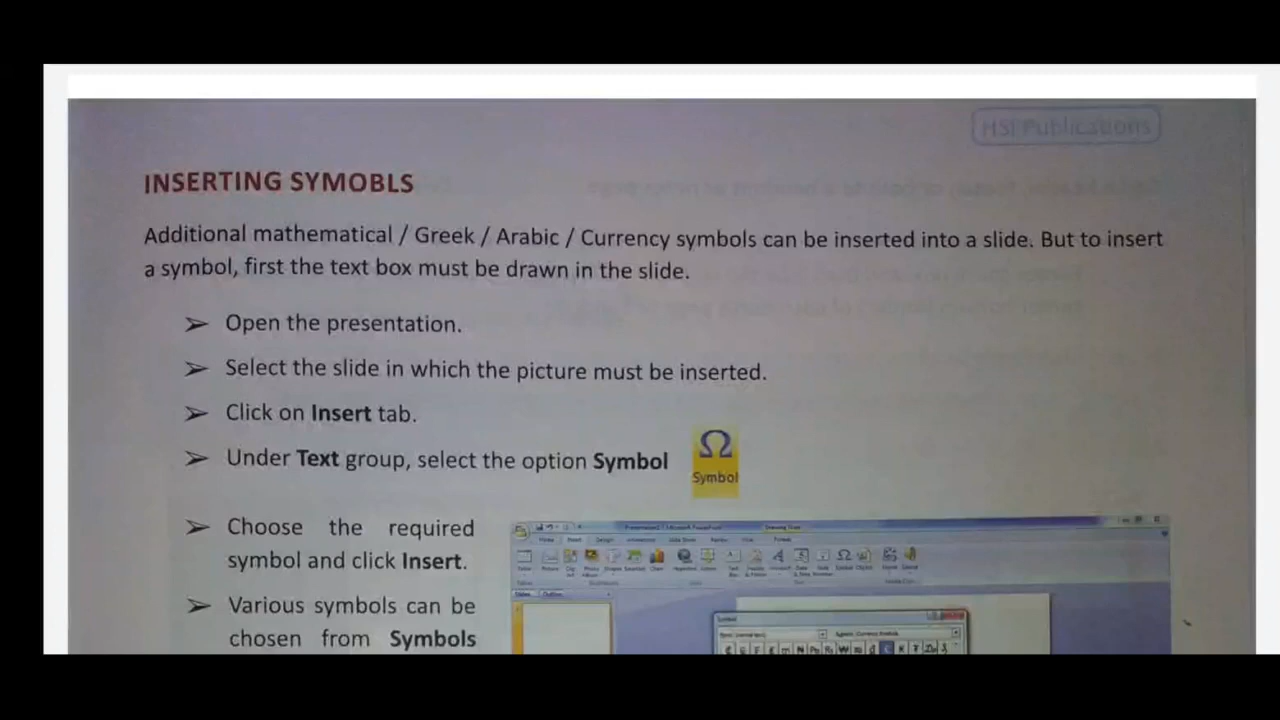 HSI Publications
INSERTING SYMOBLS
Additional mathematical / Greek / Arabic / Currency symbols can be inserted into a slide. But to insert
a symbol, first the text box must be drawn in the slide.
➢ Open the presentation.
➢ Select the slide in which the picture must be inserted.
➢ Click on Insert tab.
➢ Under Text group, select the option Symbol
Ω
Symbol
➢ Choose the required
symbol and click Insert.
➢ Various symbols can be
chosen from Symbols